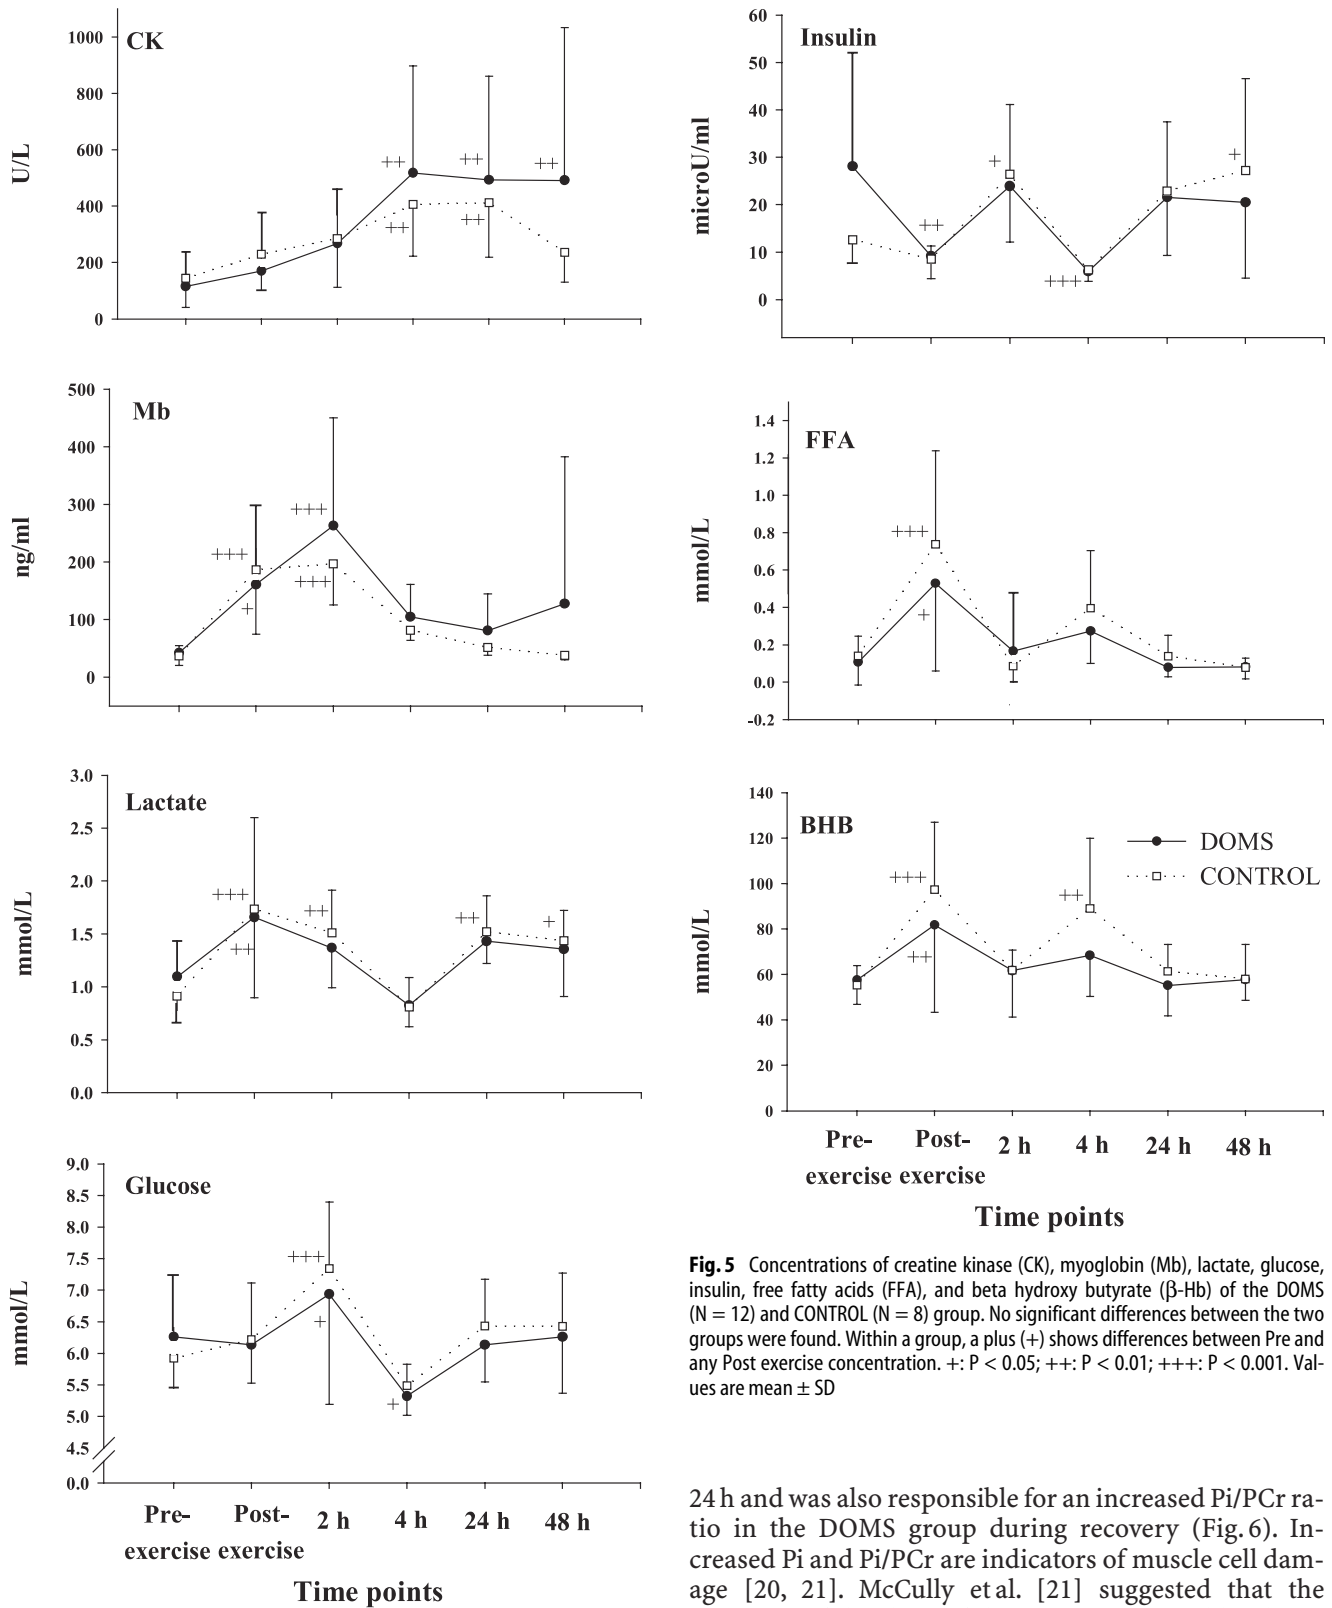 CK
U/L
1000
800
600
400
200
0
++
++
++
++
++
Mb
ng/ml
500
400
300
200
100
0
+++
+
+++
+++
Lactate
mmol/L
3.0
2.5
2.0
1.5
1.0
0.5
0.0
+++
++
++
++
+
Glucose
mmol/L
9.0
8.5
8.0
7.5
7.0
6.5
6.0
5.5
5.0
4.5
0.0
+++
+
+
Pre- Post- 2 h 4 h 24 h 48 h
exercise exercise
Time points
Insulin
microU/ml
60
50
40
30
20
10
0
++
+
+++
+
FFA
mmol/L
1.4
1.2
1.0
0.8
0.6
0.4
0.2
0.0
-0.2
+++
+
BHB
mmol/L
140
120
100
80
60
40
20
0
+++
++
++
DOMS
CONTROL
Pre- Post- 2 h 4 h 24 h 48 h
exercise exercise
Time points
Fig. 5 Concentrations of creatine kinase (CK), myoglobin (Mb), lactate, glucose,
insulin, free fatty acids (FFA), and beta hydroxy butyrate (β-Hb) of the DOMS
(N = 12) and CONTROL (N = 8) group. No significant differences between the two
groups were found. Within a group, a plus (+) shows differences between Pre and
any Post exercise concentration. +: P < 0.05; ++: P < 0.01; +++: P < 0.001. Val-
ues are mean ± SD
24 h and was also responsible for an increased Pi/PCr ra-
tio in the DOMS group during recovery (Fig. 6). In-
creased Pi and Pi/PCr are indicators of muscle cell dam-
age [20, 21]. McCully et al. [21] suggested that the